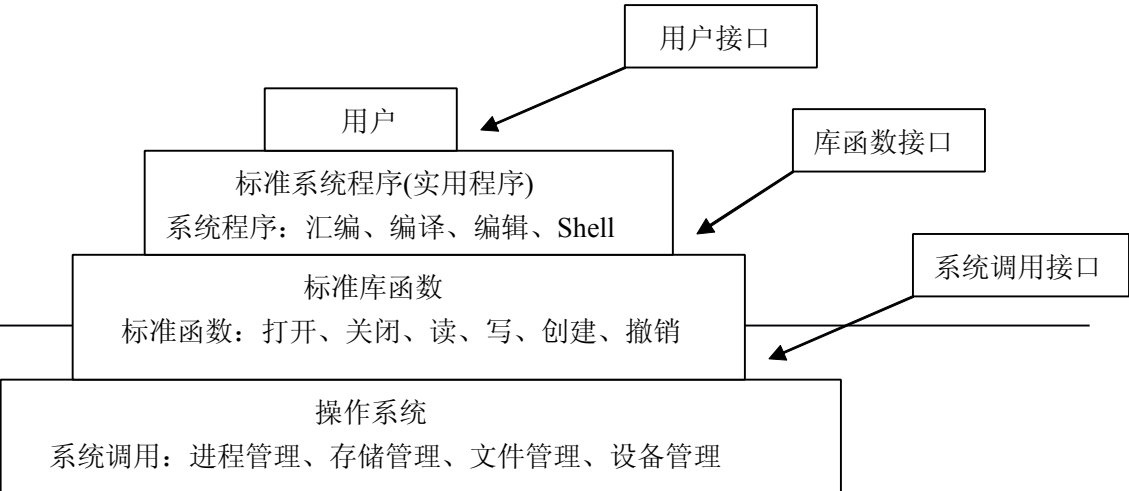 用户接口
用户
库函数接口
标准系统程序(实用程序)
系统程序：汇编、编译、编辑、Shell
系统调用接口
标准库函数
标准函数：打开、关闭、读、写、创建、撤销
操作系统
系统调用：进程管理、存储管理、文件管理、设备管理